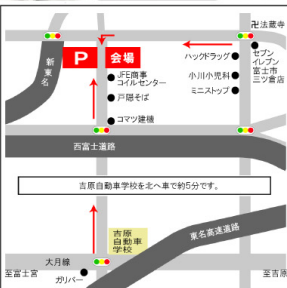 卍法蔵寺
新東名
P 会場
ハックドラッグ
セブン
イレブン
富士市
三ツ倉店
JFE商事
コイルセンター
小川小児科
戸隠そば
ミニストップ
コマツ建機
西富士道路
吉原自動車学校を北へ車で約5分です。
吉原
自動車
学校
東名高速道路
大月線
至富士宮
ガリバー
至吉原